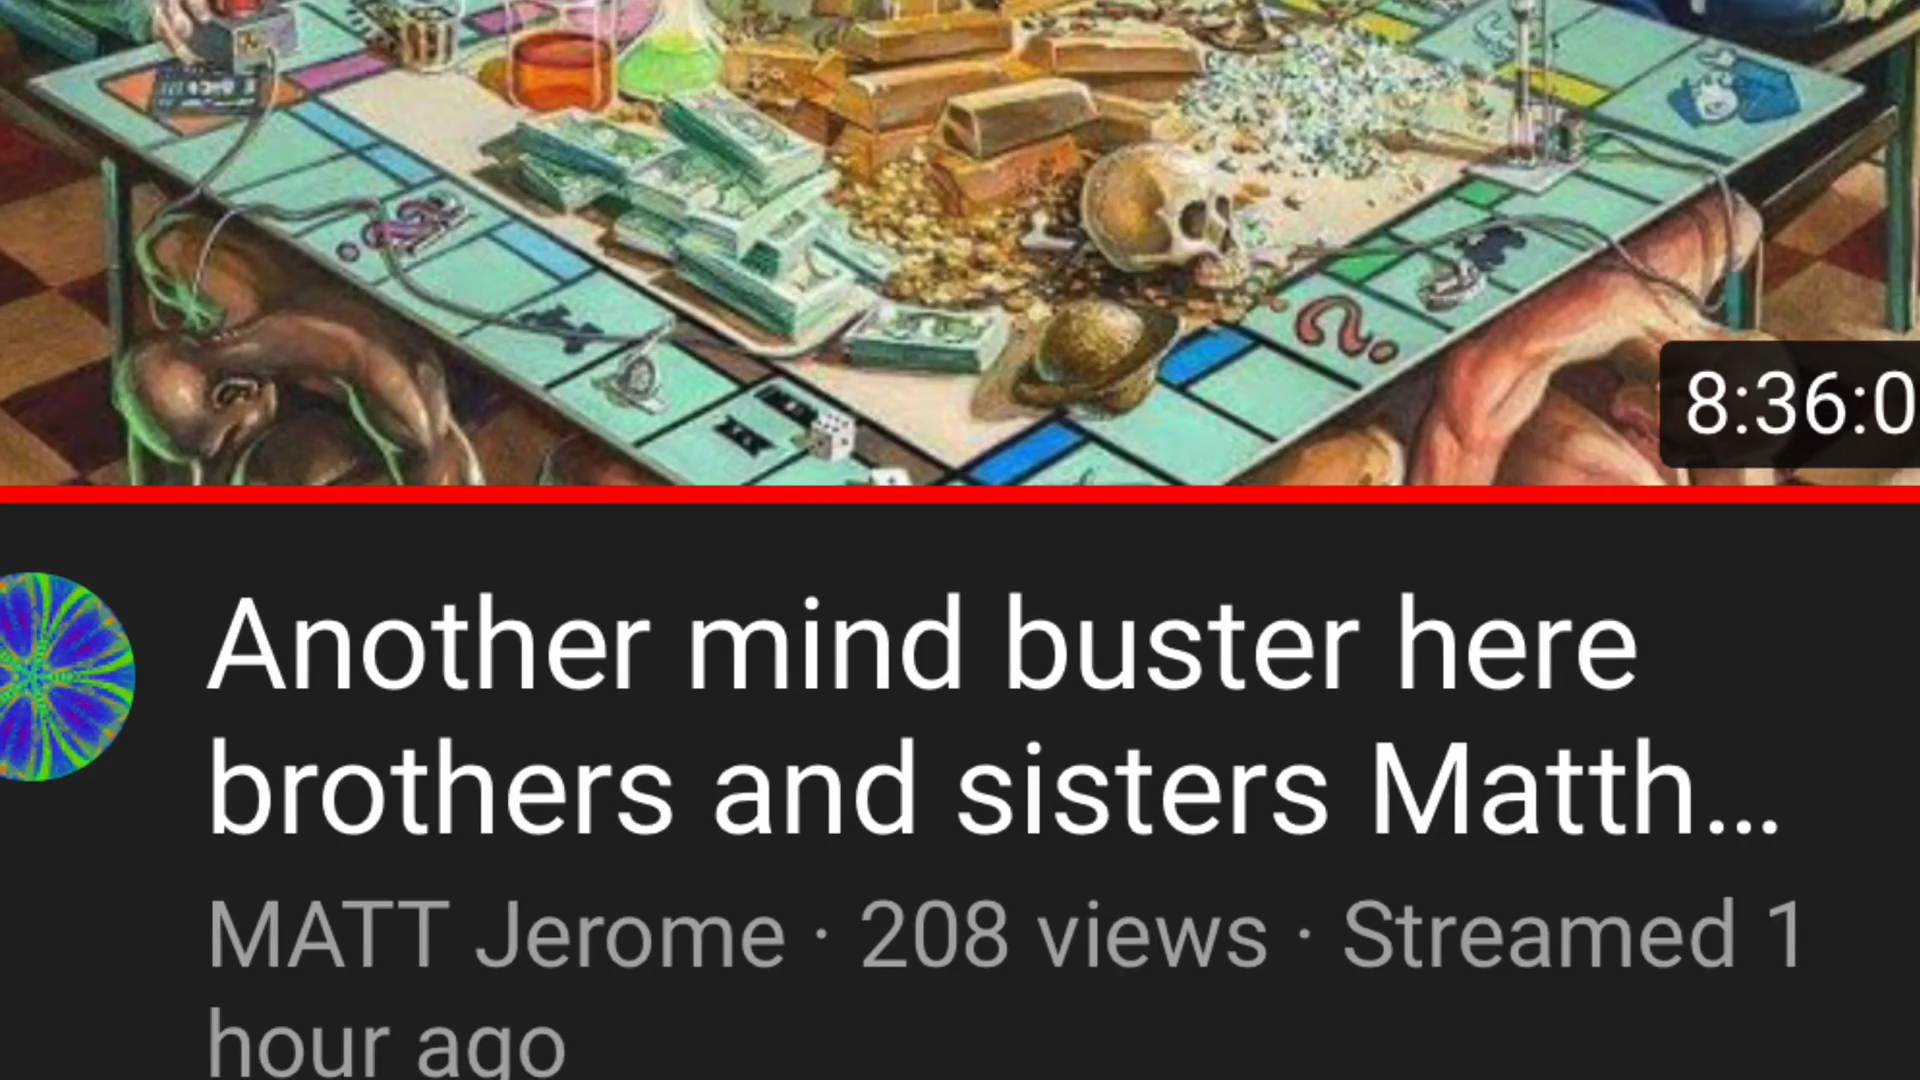 8:36:0
Another mind buster here
brothers and sisters Matth...
MATT Jerome · 208 views · Streamed 1
hour ago